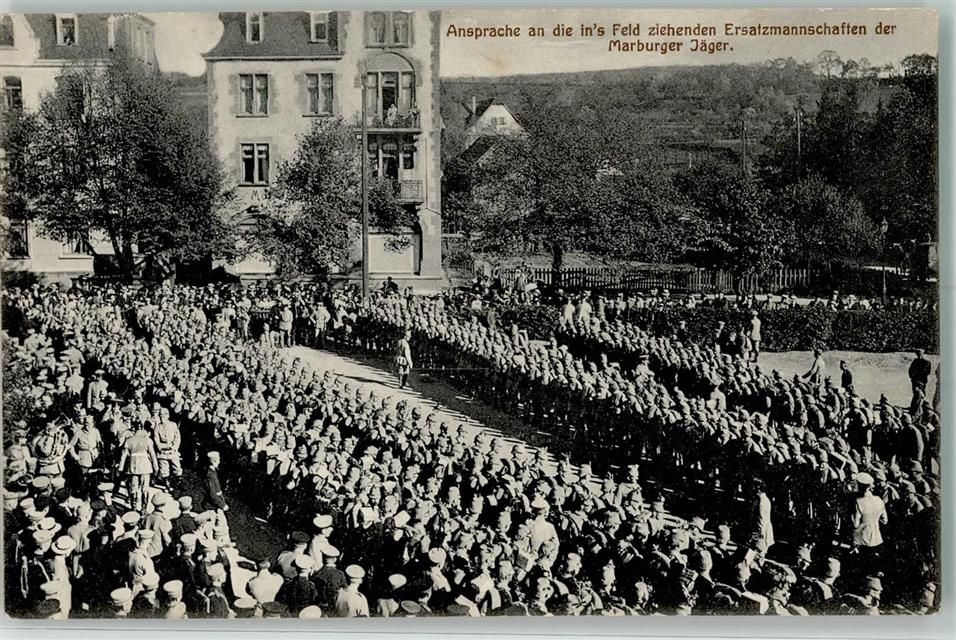 Ansprache an die in's Feld ziehenden Ersatzmannschaften der
Marburger Jäger.